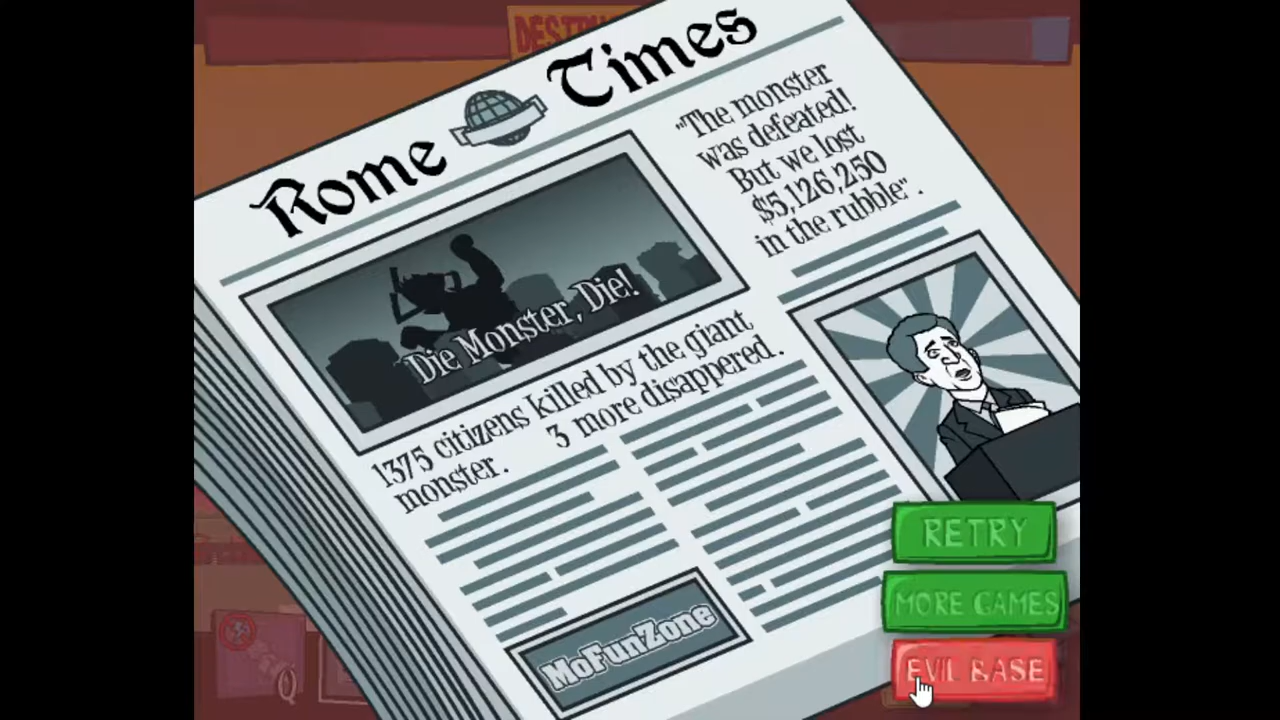 Rome Times
"The monster
was defeated!
But we lost
$5,126,250
in the rubble".
Die Monster, Die!
1375 citizens killed by the giant
monster. 3 more disappered.
MoFunZone
RETRY
MORE GAMES
EVIL BASE
Q